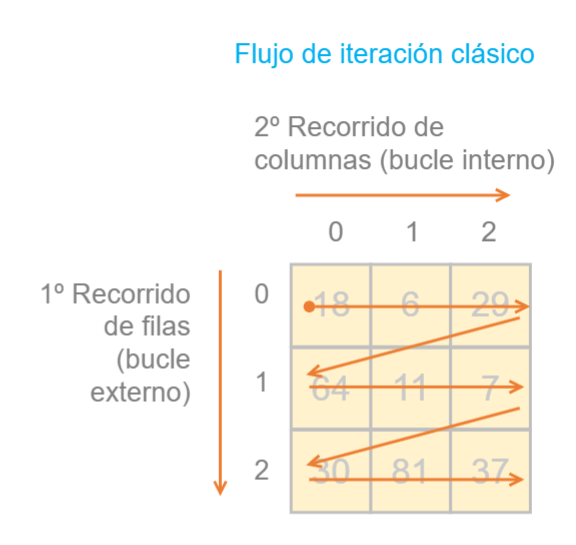 Flujo de iteración clásico
2º Recorrido de
columnas (bucle interno)
0 1 2
1º Recorrido
de filas
(bucle
externo)
0 18 6 29
1 64 11 7
2 30 81 37